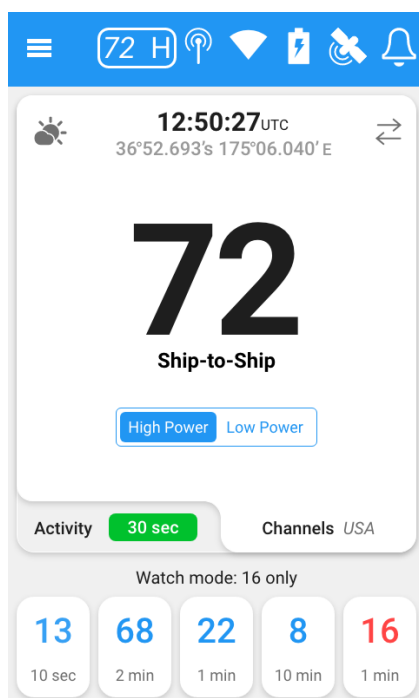 72 H
12:50:27 UTC
36°52.693's 175°06.040' E
72
Ship-to-Ship
High Power Low Power
Activity 30 sec Channels USA
Watch mode: 16 only
13 68 22 8 16
10 sec 2 min 1 min 10 min 1 min